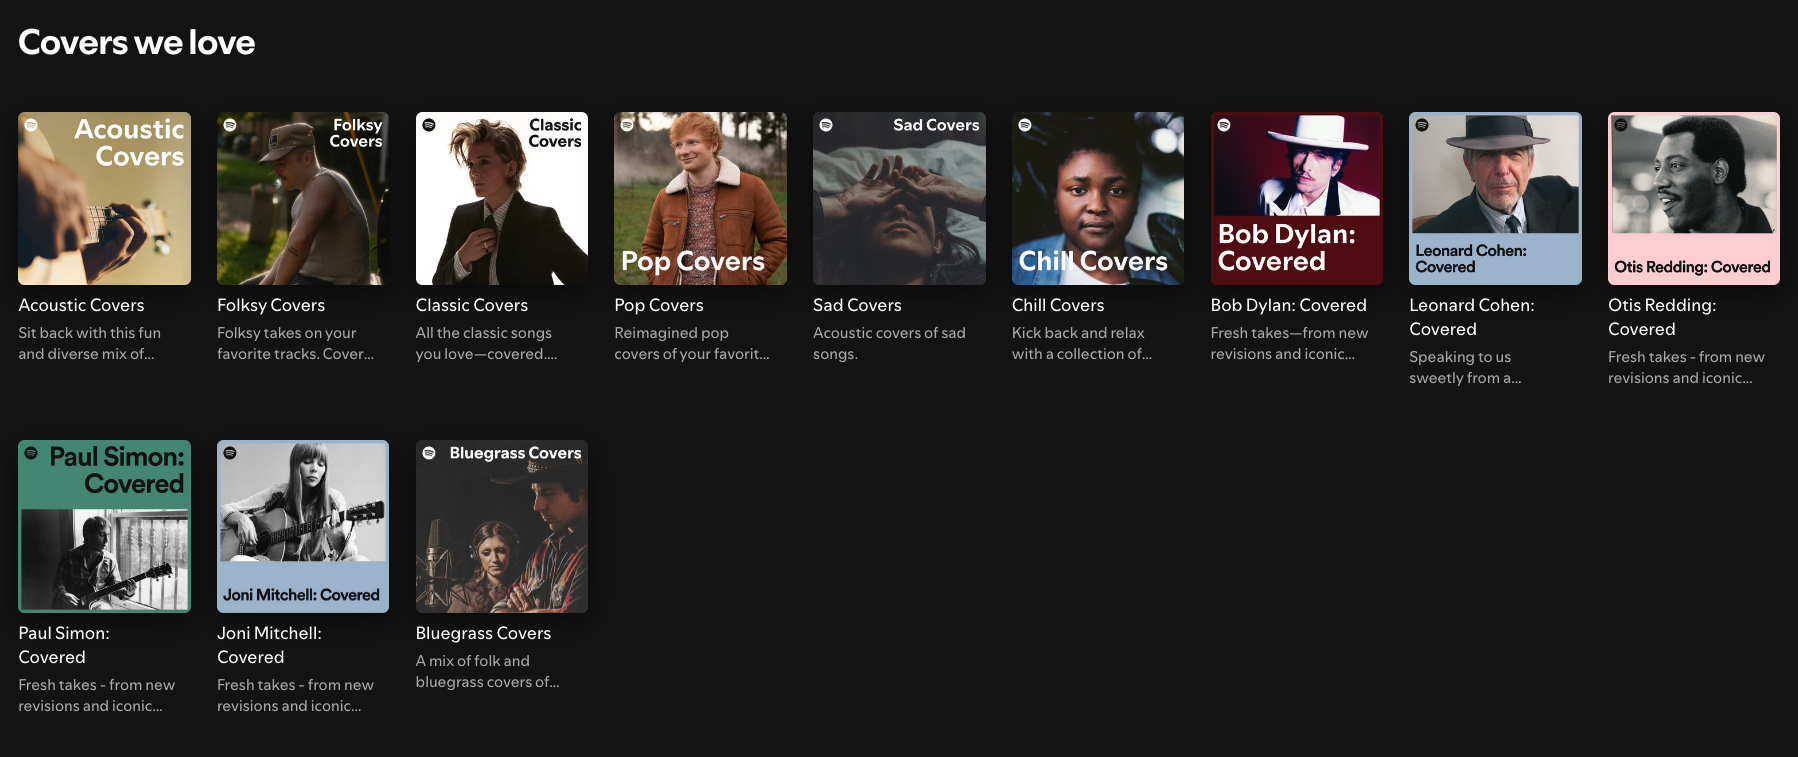 Covers we love
Acoustic
Covers
Acoustic Covers
Sit back with this fun
and diverse mix of...
Folksy
Covers
Folksy Covers
Folksy takes on your
favorite tracks. Cover...
Classic
Covers
Classic Covers
All the classic songs
you love—covered....
Pop Covers
Pop Covers
Reimagined pop
covers of your favorit...
Sad Covers
Sad Covers
Acoustic covers of sad
songs.
Chill Covers
Chill Covers
Kick back and relax
with a collection of...
Bob Dylan:
Covered
Bob Dylan: Covered
Fresh takes—from new
revisions and iconic...
Leonard Cohen:
Covered
Leonard Cohen:
Covered
Speaking to us
sweetly from a...
Otis Redding: Covered
Otis Redding:
Covered
Fresh takes - from new
revisions and iconic...
Paul Simon:
Covered
Paul Simon:
Covered
Fresh takes - from new
revisions and iconic...
Joni Mitchell: Covered
Joni Mitchell:
Covered
Fresh takes - from new
revisions and iconic...
Bluegrass Covers
Bluegrass Covers
A mix of folk and
bluegrass covers of...